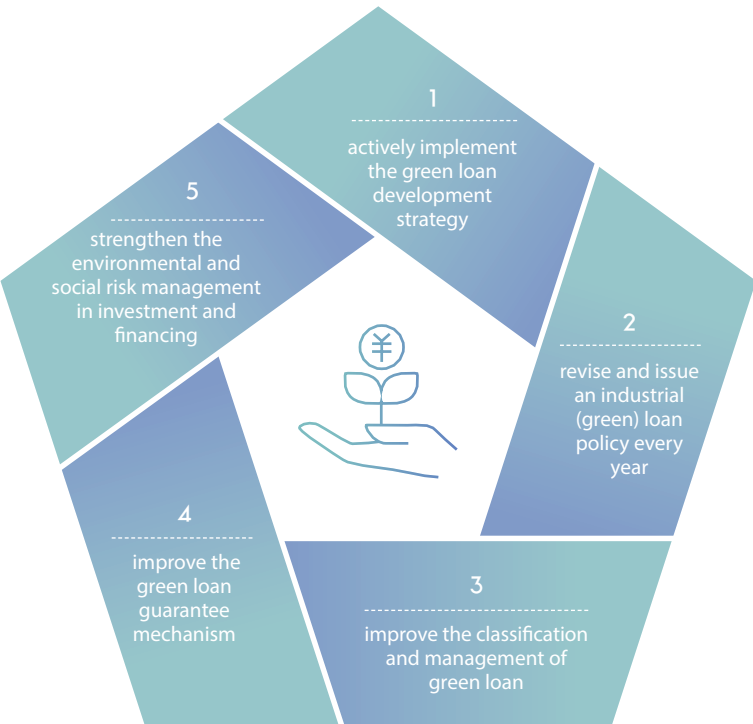 1
actively implement
the green loan
development
strategy
2
revise and issue
an industrial
(green) loan
policy every
year
3
improve the classification
and management of
green loan
4
improve the
green loan
guarantee
mechanism
5
strengthen the
environmental and
social risk management
in investment and
financing
¥